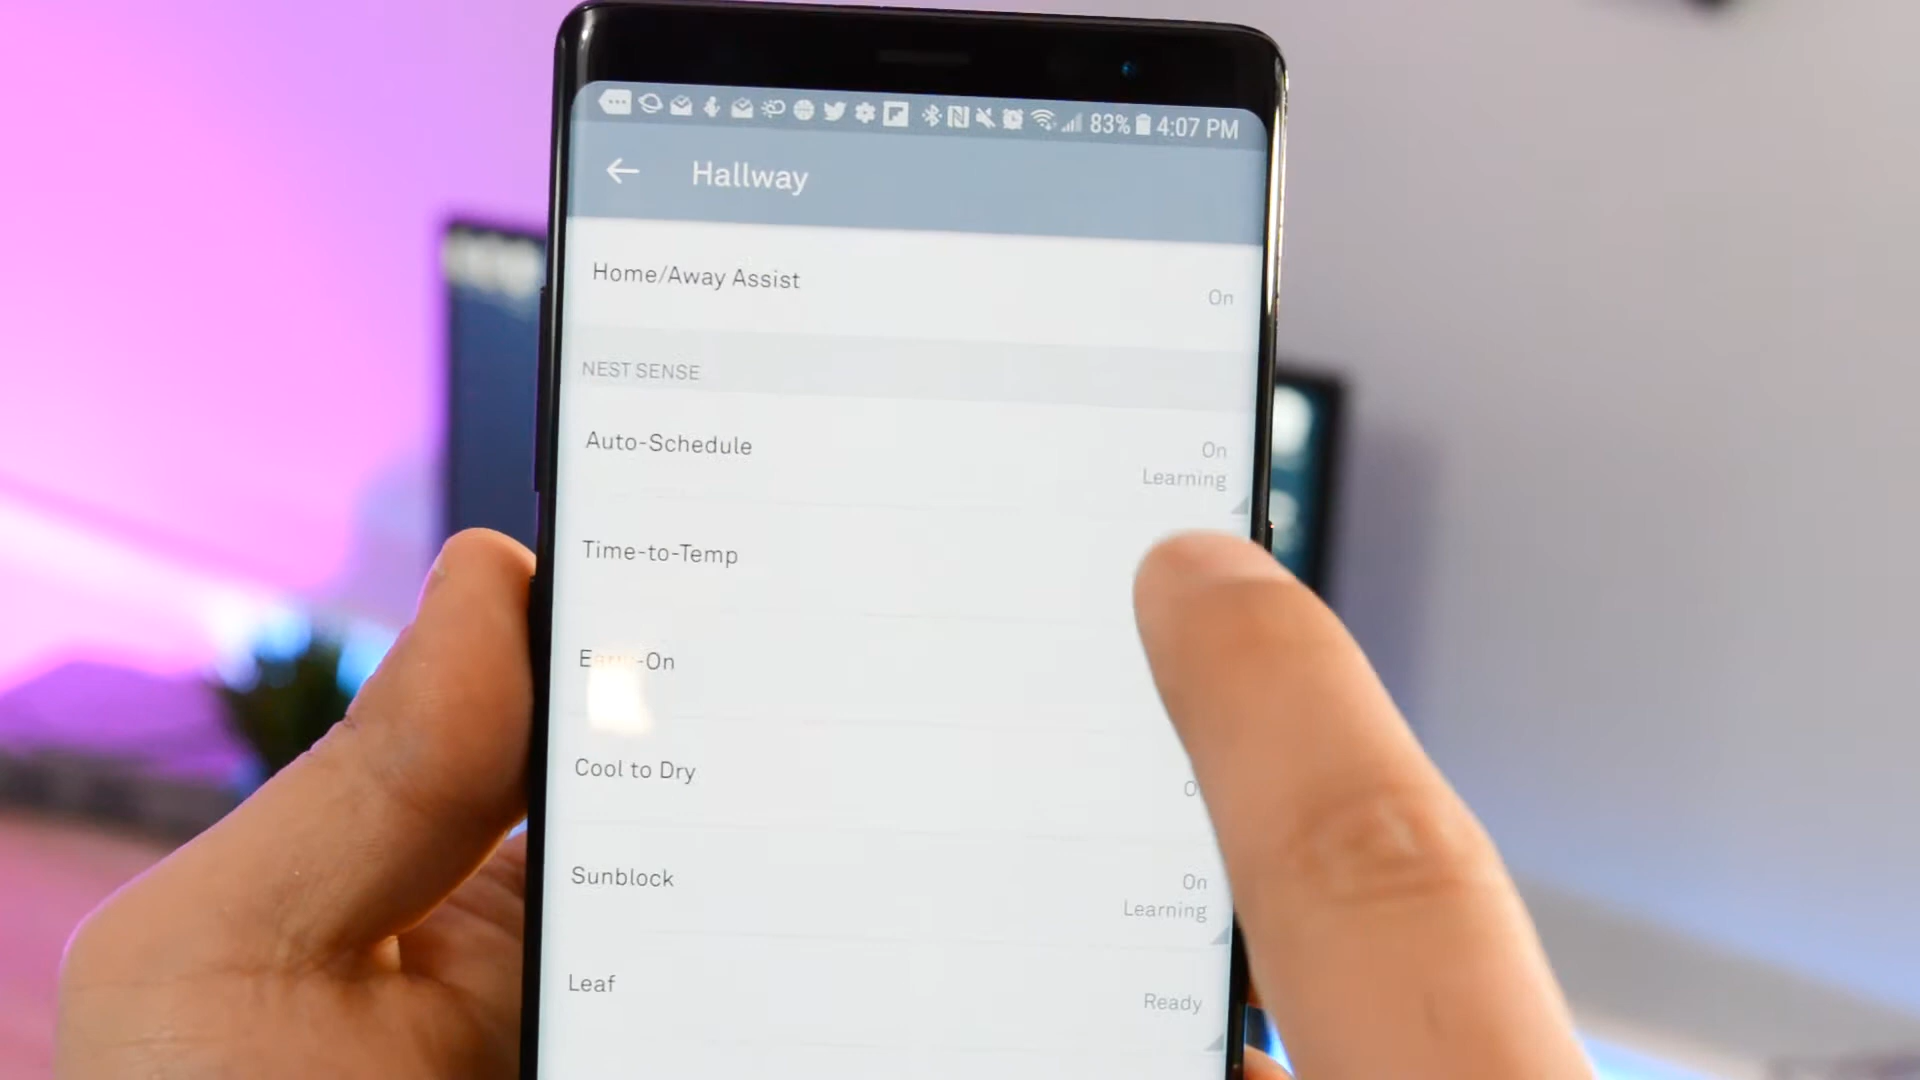 83% 4:07 PM
Hallway
Home/Away Assist
On
NEST SENSE
Auto-Schedule
On
Learning
Time-to-Temp
Early-On
Cool to Dry
Sunblock
On
Learning
Leaf
Ready